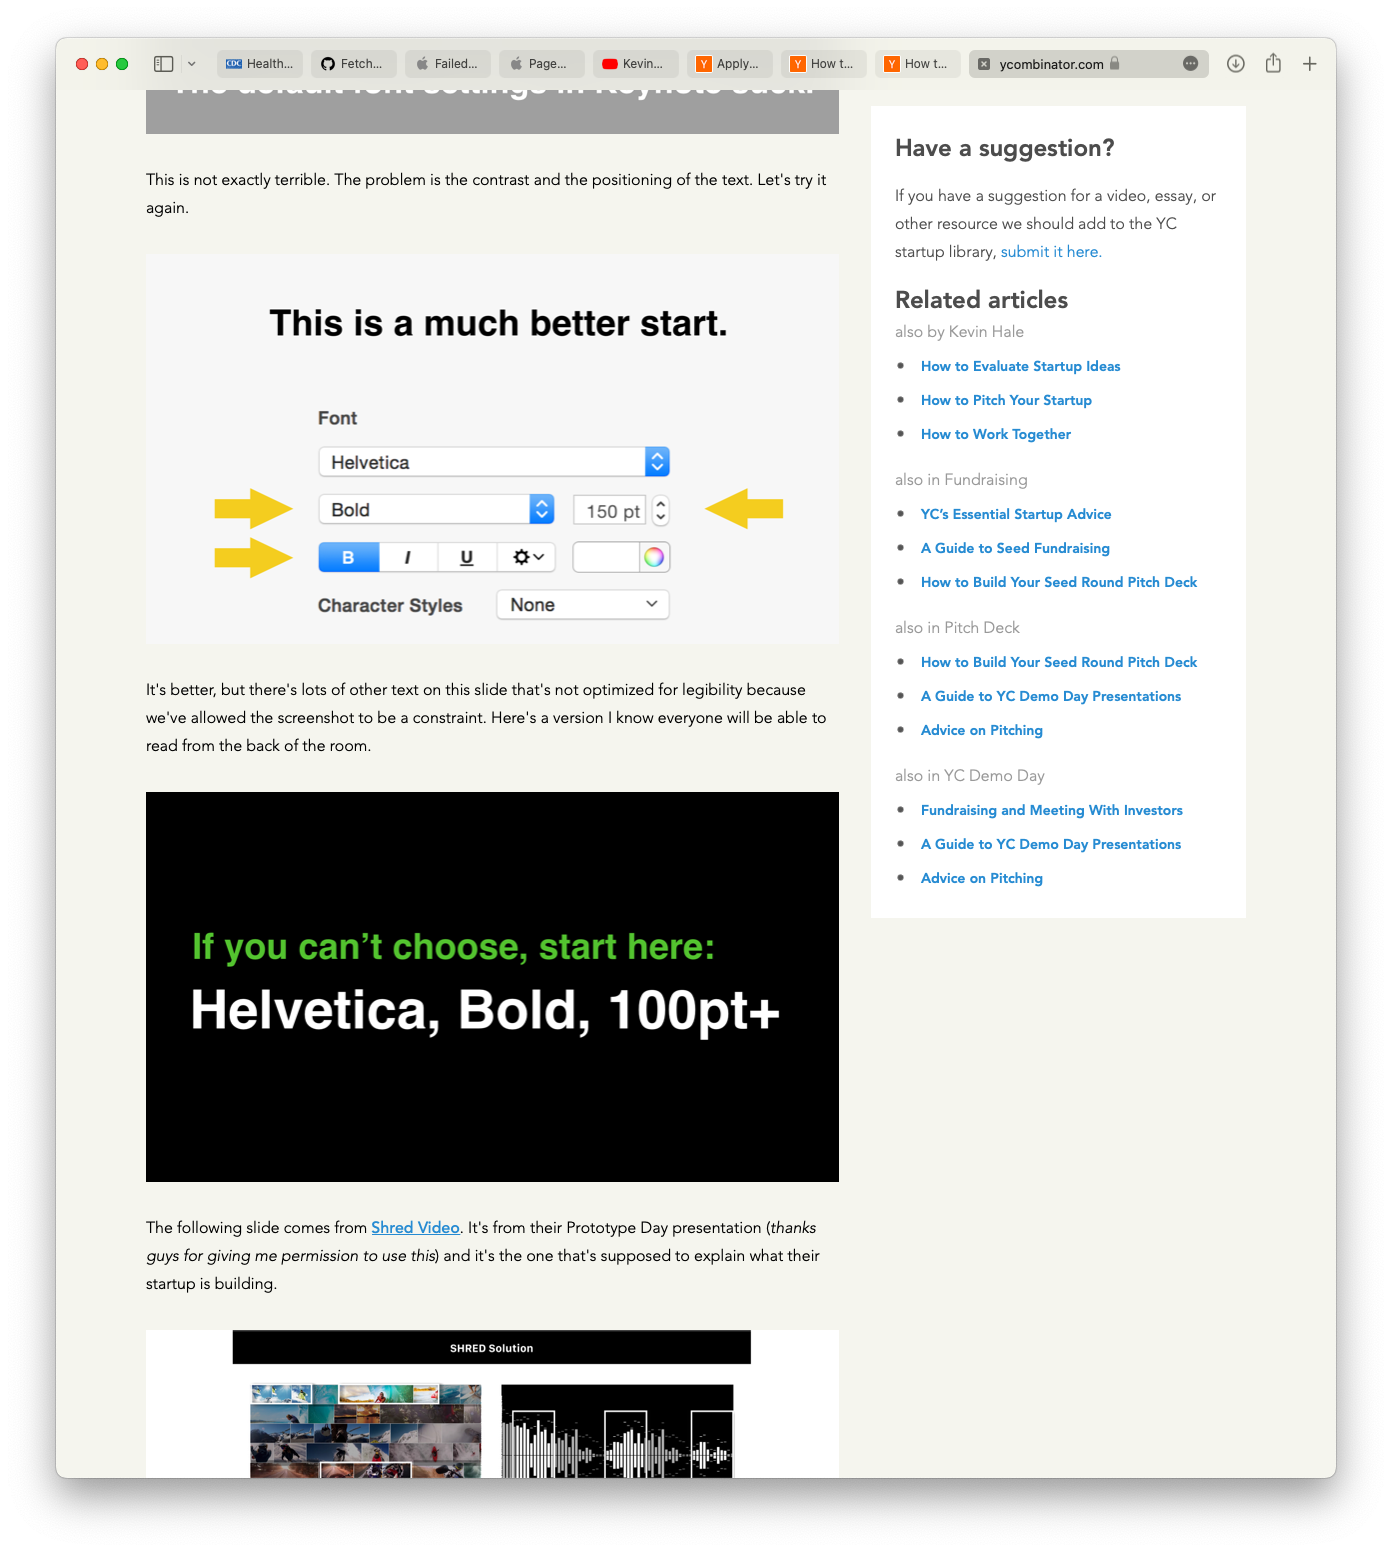 CDC Health...
Fetch...
Failed...
Page...
Kevin...
Y Apply...
Y How t...
Y How t...
ycombinator.com
The default font settings in Keynote suck.
This is not exactly terrible. The problem is the contrast and the positioning of the text. Let's try it
again.
This is a much better start.
Font
Helvetica
Bold
150 pt
B I U
Character Styles None
It's better, but there's lots of other text on this slide that's not optimized for legibility because
we've allowed the screenshot to be a constraint. Here's a version I know everyone will be able to
read from the back of the room.
If you can’t choose, start here:
Helvetica, Bold, 100pt+
The following slide comes from Shred Video. It's from their Prototype Day presentation (thanks
guys for giving me permission to use this) and it's the one that's supposed to explain what their
startup is building.
SHRED Solution
Have a suggestion?
If you have a suggestion for a video, essay, or
other resource we should add to the YC
startup library, submit it here.
Related articles
also by Kevin Hale
How to Evaluate Startup Ideas
How to Pitch Your Startup
How to Work Together
also in Fundraising
YC’s Essential Startup Advice
A Guide to Seed Fundraising
How to Build Your Seed Round Pitch Deck
also in Pitch Deck
How to Build Your Seed Round Pitch Deck
A Guide to YC Demo Day Presentations
Advice on Pitching
also in YC Demo Day
Fundraising and Meeting With Investors
A Guide to YC Demo Day Presentations
Advice on Pitching